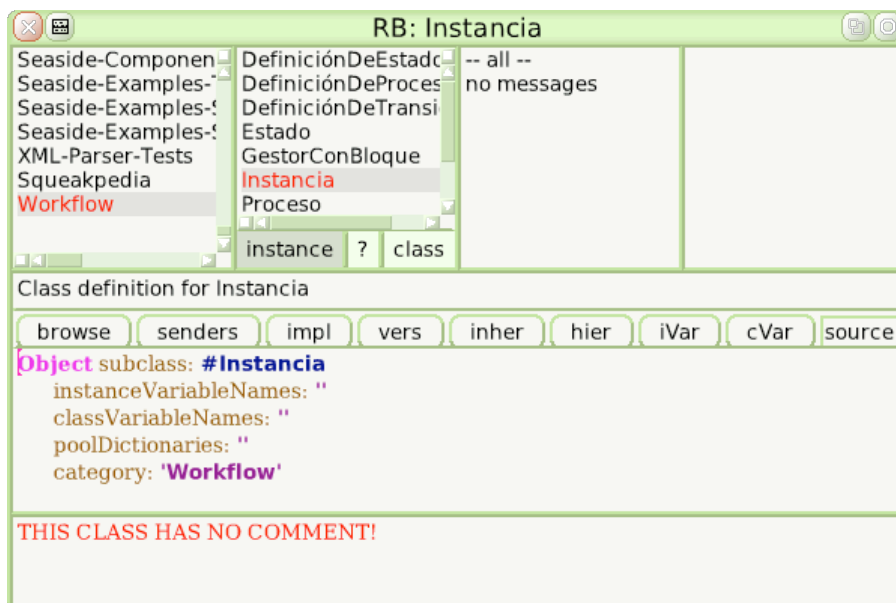 RB: Instancia
Seaside-Componen
Seaside-Examples-
Seaside-Examples-
Seaside-Examples-
XML-Parser-Tests
Squeakpedia
Workflow
DefiniciónDeEstado
DefiniciónDeProces
DefiniciónDeTransi
Estado
GestorConBloque
Instancia
Proceso
instance ? class
-- all --
no messages
Class definition for Instancia
browse senders impl vers inher hier iVar cVar source
Object subclass: #Instancia
instanceVariableNames: ''
classVariableNames: ''
poolDictionaries: ''
category: 'Workflow'
THIS CLASS HAS NO COMMENT!